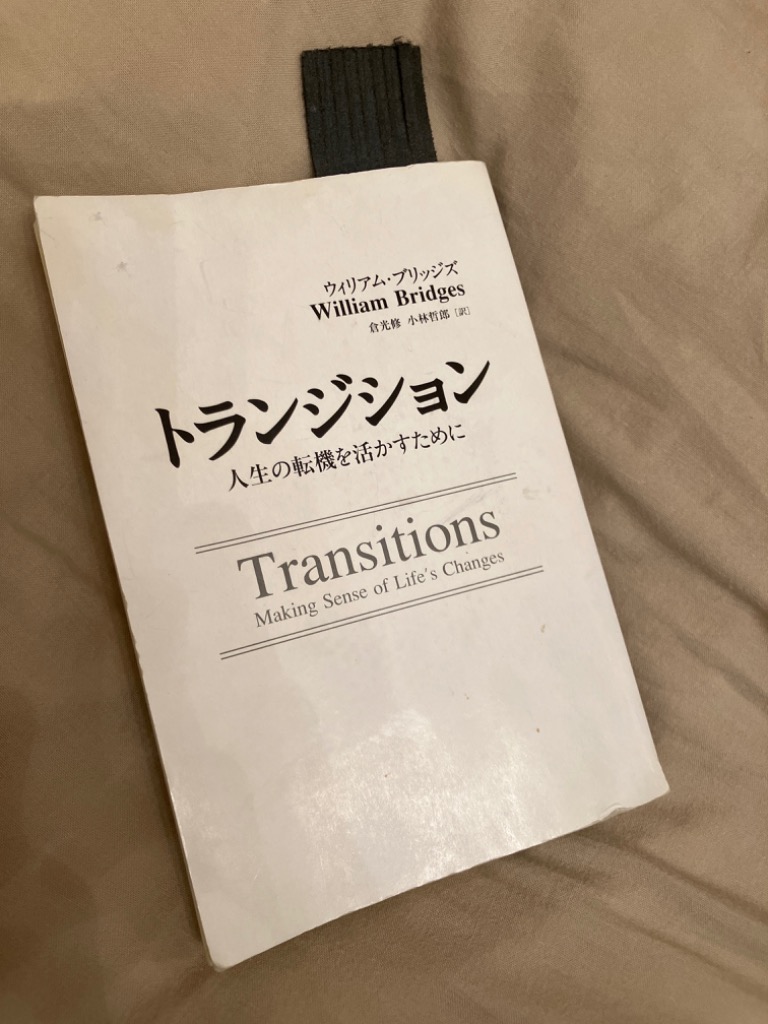 ウィリアム・ブリッジズ
William Bridges
倉光修 小林哲郎 [訳]
トランジション
人生の転機を活かすために
Transitions
Making Sense of Life's Changes